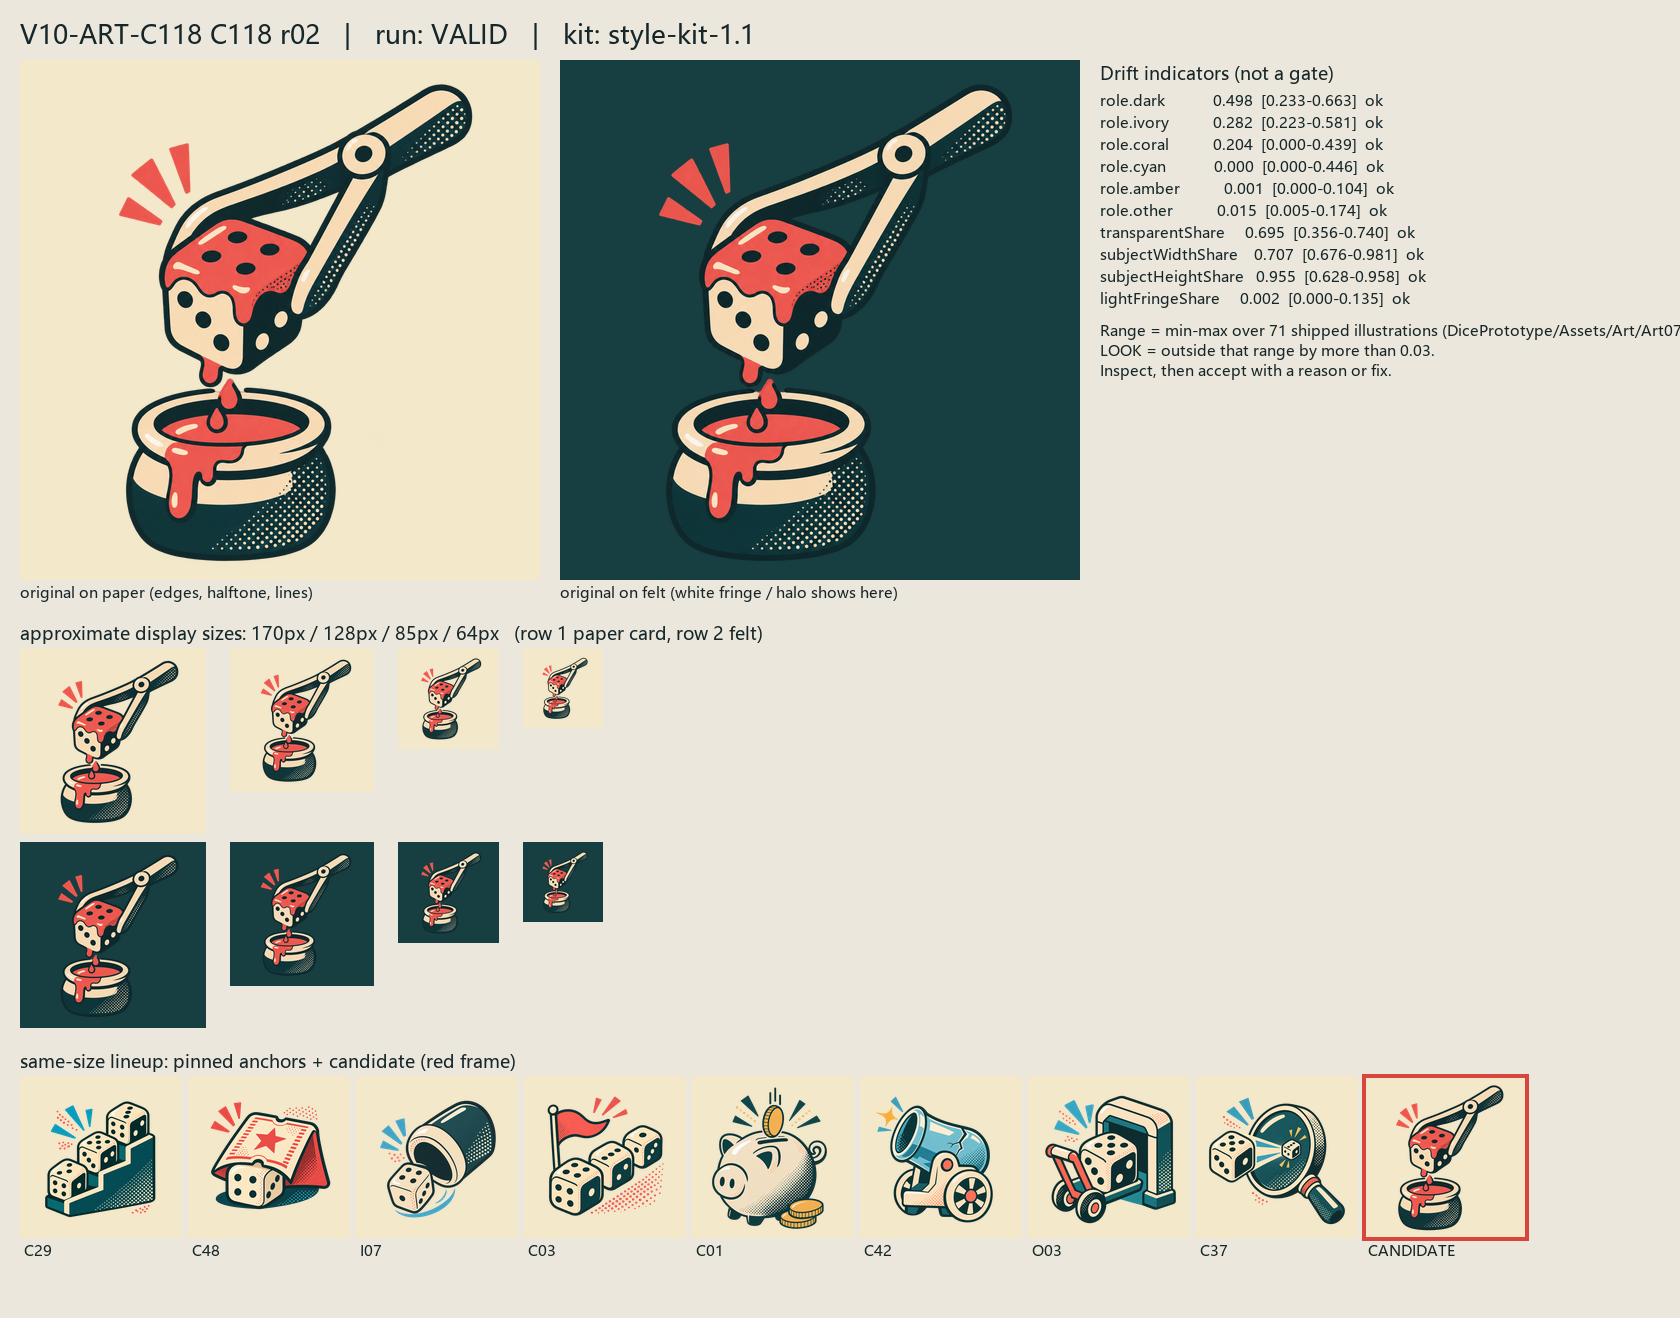 V10-ART-C118 C118 r02 | run: VALID | kit: style-kit-1.1
Drift indicators (not a gate)
role.dark 0.498 [0.233-0.663] ok
role.ivory 0.282 [0.223-0.581] ok
role.coral 0.204 [0.000-0.439] ok
role.cyan 0.000 [0.000-0.446] ok
role.amber 0.001 [0.000-0.104] ok
role.other 0.015 [0.005-0.174] ok
transparentShare 0.695 [0.356-0.740] ok
subjectWidthShare 0.707 [0.676-0.981] ok
subjectHeightShare 0.955 [0.628-0.958] ok
lightFringeShare 0.002 [0.000-0.135] ok
Range = min-max over 71 shipped illustrations (DicePrototype/Assets/Art/Art07
LOOK = outside that range by more than 0.03.
Inspect, then accept with a reason or fix.
original on paper (edges, halftone, lines)
original on felt (white fringe / halo shows here)
approximate display sizes: 170px / 128px / 85px / 64px (row 1 paper card, row 2 felt)
same-size lineup: pinned anchors + candidate (red frame)
C29
C48
I07
C03
C01
C42
O03
C37
CANDIDATE